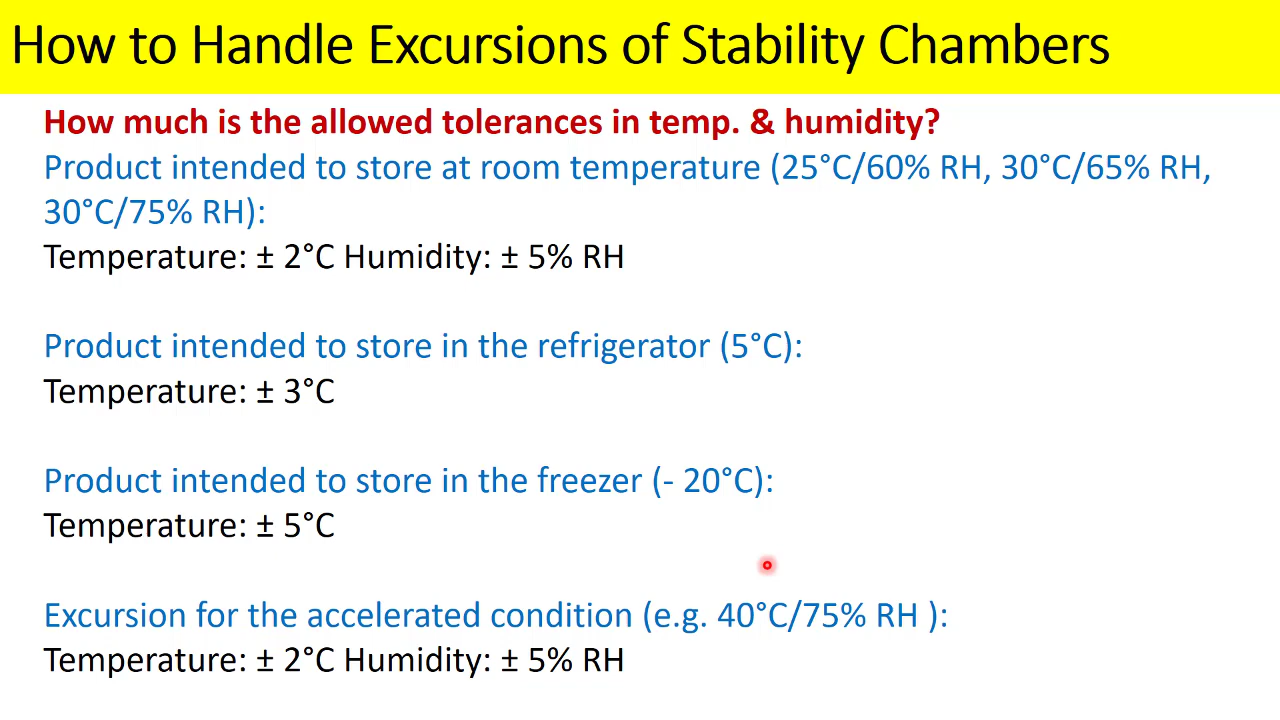 How to Handle Excursions of Stability Chambers
How much is the allowed tolerances in temp. & humidity?
Product intended to store at room temperature (25°C/60% RH, 30°C/65% RH,
30°C/75% RH):
Temperature: ± 2°C Humidity: ± 5% RH
Product intended to store in the refrigerator (5°C):
Temperature: ± 3°C
Product intended to store in the freezer (- 20°C):
Temperature: ± 5°C
Excursion for the accelerated condition (e.g. 40°C/75% RH ):
Temperature: ± 2°C Humidity: ± 5% RH